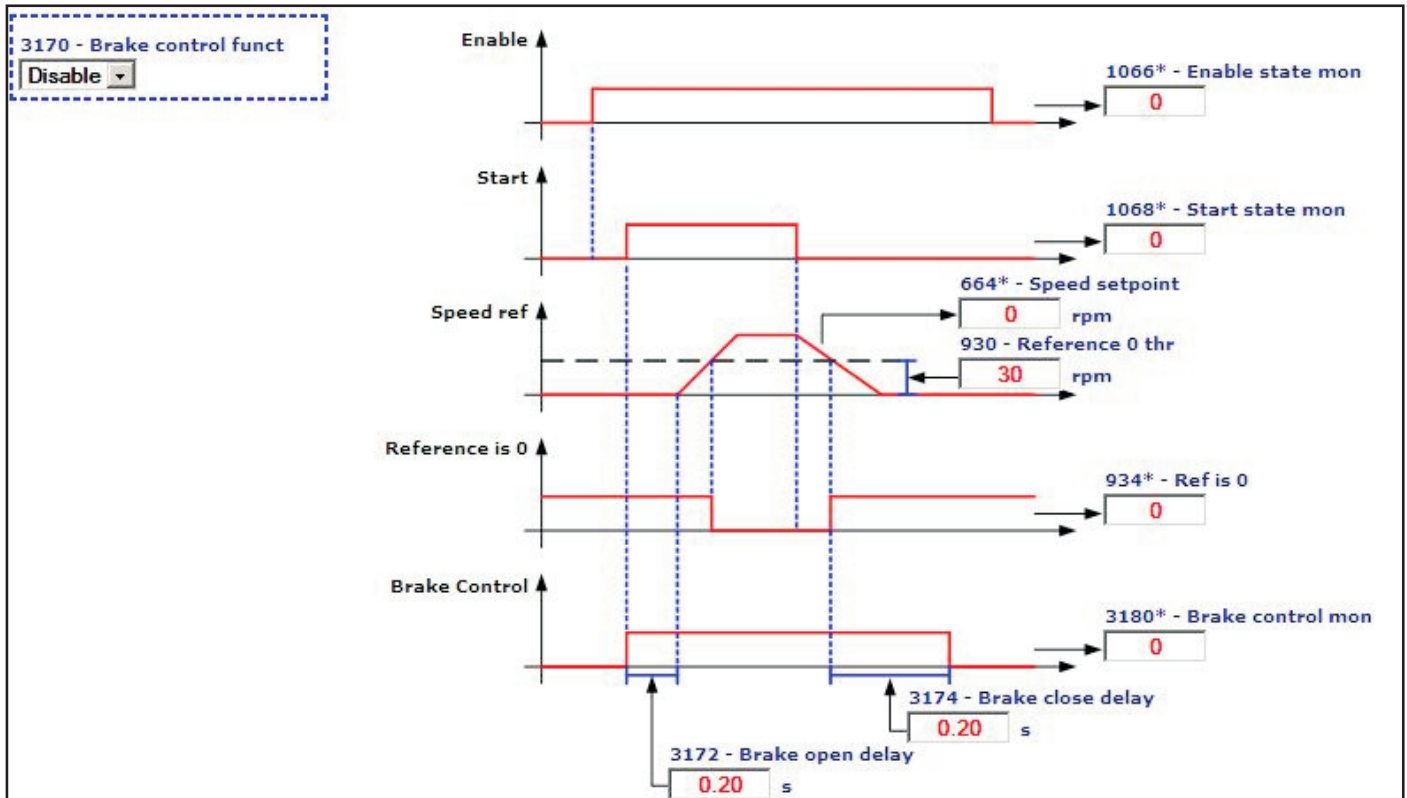 3170 - Brake control funct
Disable
Enable
1066* - Enable state mon
0
Start
1068* - Start state mon
0
Speed ref
664* - Speed setpoint
0 rpm
930 - Reference 0 thr
30 rpm
Reference is 0
934* - Ref is 0
0
Brake Control
3180* - Brake control mon
0
3174 - Brake close delay
0.20 s
3172 - Brake open delay
0.20 s